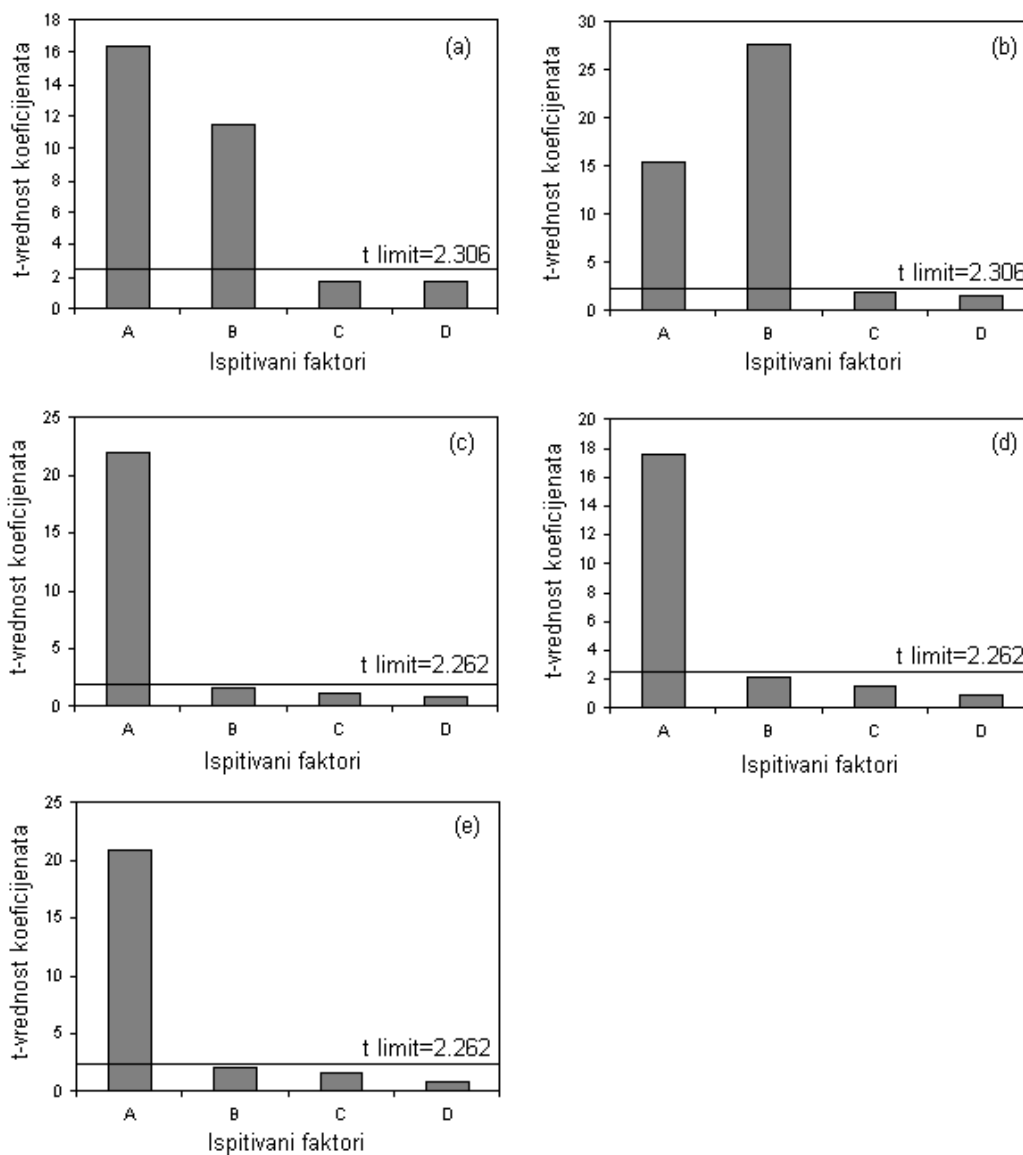 (a)
t-vrednost koeficijenata
18
16
14
12
10
8
6
4
2
0
t limit=2.306
A B C D
Ispitivani faktori
(b)
t-vrednost koeficijenata
30
25
20
15
10
5
0
t limit=2.306
A B C D
Ispitivani faktori
(c)
t-vrednost koeficijenata
25
20
15
10
5
0
t limit=2.262
A B C D
Ispitivani faktori
(d)
t-vrednost koeficijenata
20
18
16
14
12
10
8
6
4
2
0
t limit=2.262
A B C D
Ispitivani faktori
(e)
t-vrednost koeficijenata
25
20
15
10
5
0
t limit=2.262
A B C D
Ispitivani faktori